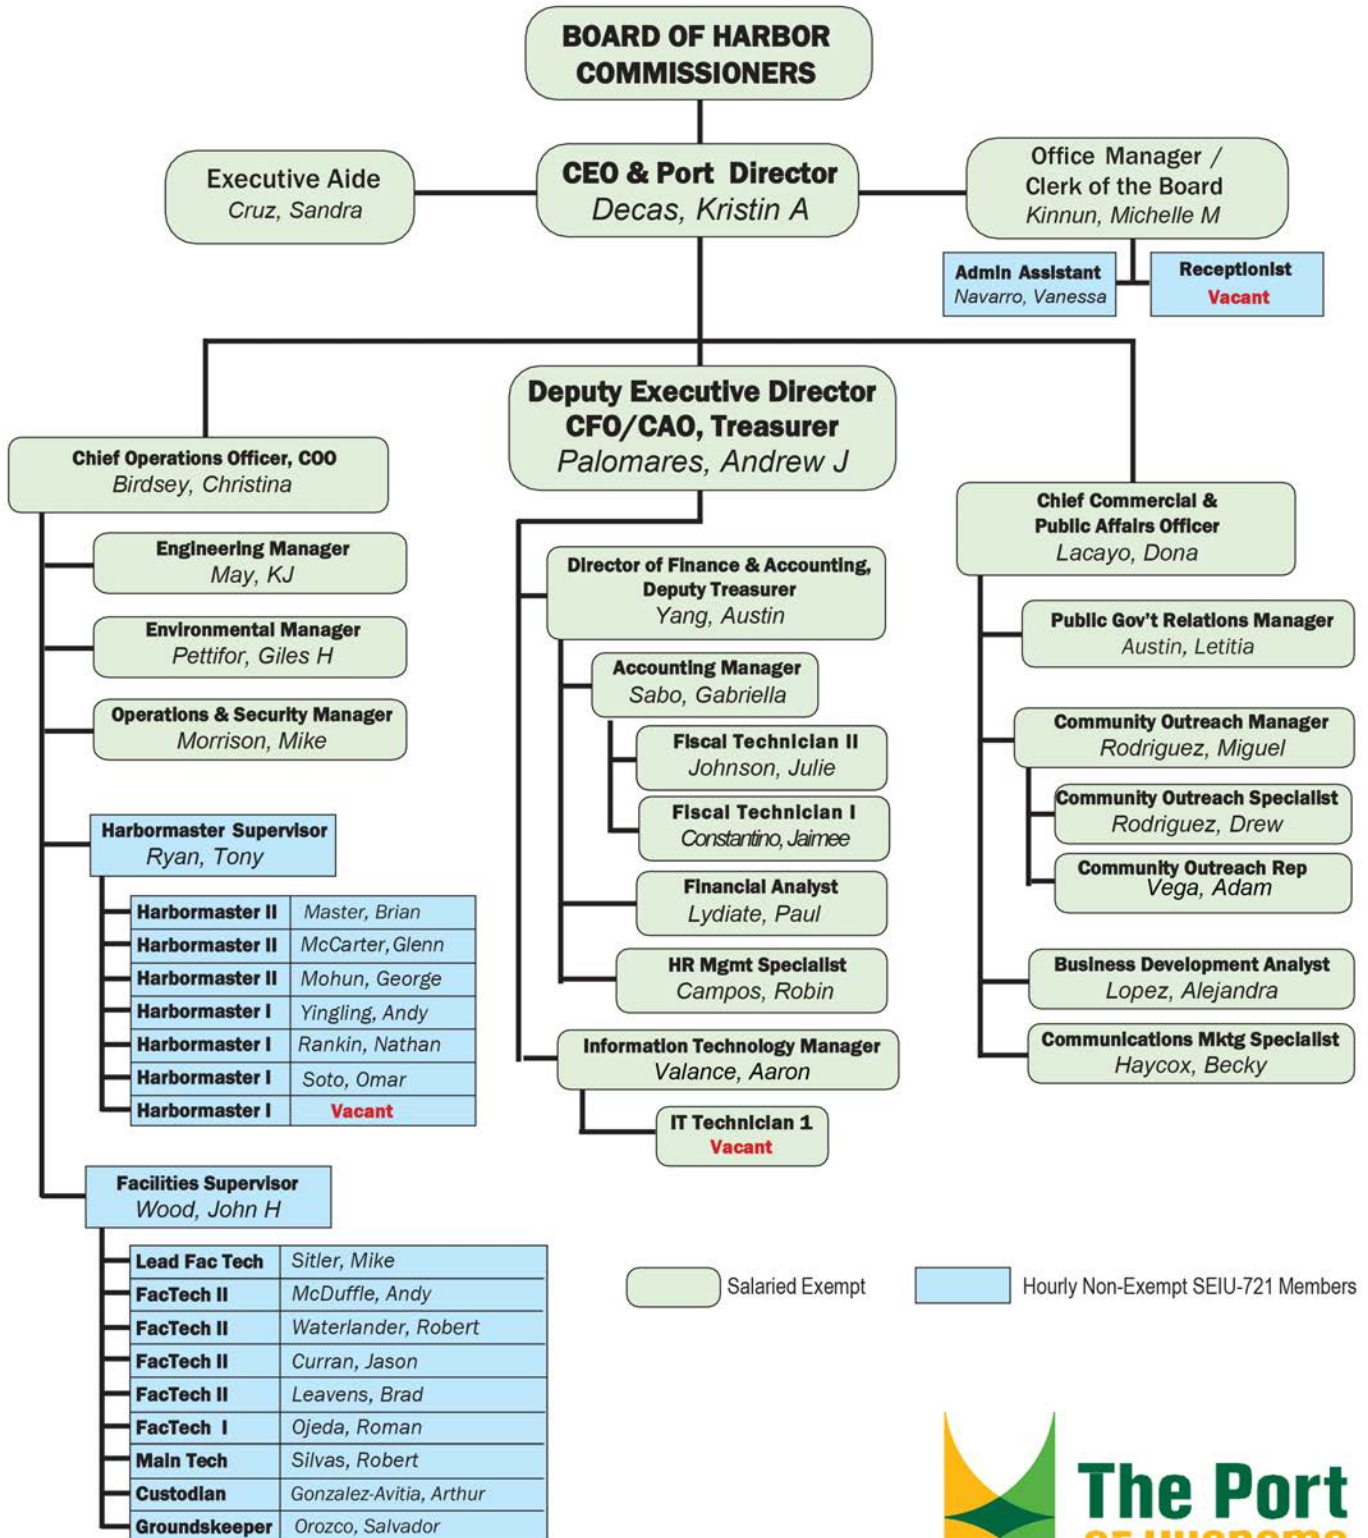 BOARD OF HARBOR
COMMISSIONERS
Executive Aide
Cruz, Sandra
CEO & Port Director
Decas, Kristin A
Office Manager /
Clerk of the Board
Kinnun, Michelle M
Admin Assistant
Navarro, Vanessa
Receptionist
Vacant
Deputy Executive Director
CFO/CAO, Treasurer
Palomares, Andrew J
Chief Operations Officer, COO
Birdsey, Christina
Engineering Manager
May, KJ
Environmental Manager
Pettifor, Giles H
Operations & Security Manager
Morrison, Mike
Harbormaster Supervisor
Ryan, Tony
Harbormaster II Master, Brian
Harbormaster II McCarter, Glenn
Harbormaster II Mohun, George
Harbormaster I Yingling, Andy
Harbormaster I Rankin, Nathan
Harbormaster I Soto, Omar
Harbormaster I Vacant
Facilities Supervisor
Wood, John H
Lead Fac Tech Sitler, Mike
FacTech II McDuffle, Andy
FacTech II Waterlander, Robert
FacTech II Curran, Jason
FacTech II Leavens, Brad
FacTech I Ojeda, Roman
Main Tech Silvas, Robert
Custodian Gonzalez-Avitia, Arthur
Groundskeeper Orozco, Salvador
Director of Finance & Accounting,
Deputy Treasurer
Yang, Austin
Accounting Manager
Sabo, Gabriella
Fiscal Technician II
Johnson, Julie
Fiscal Technician I
Constantino, Jaimee
Financial Analyst
Lydiate, Paul
HR Mgmt Specialist
Campos, Robin
Information Technology Manager
Valance, Aaron
IT Technician 1
Vacant
Chief Commercial &
Public Affairs Officer
Lacayo, Dona
Public Gov't Relations Manager
Austin, Letitia
Community Outreach Manager
Rodriguez, Miguel
Community Outreach Specialist
Rodriguez, Drew
Community Outreach Rep
Vega, Adam
Business Development Analyst
Lopez, Alejandra
Communications Mktg Specialist
Haycox, Becky
Salaried Exempt
Hourly Non-Exempt SEIU-721 Members
The Port